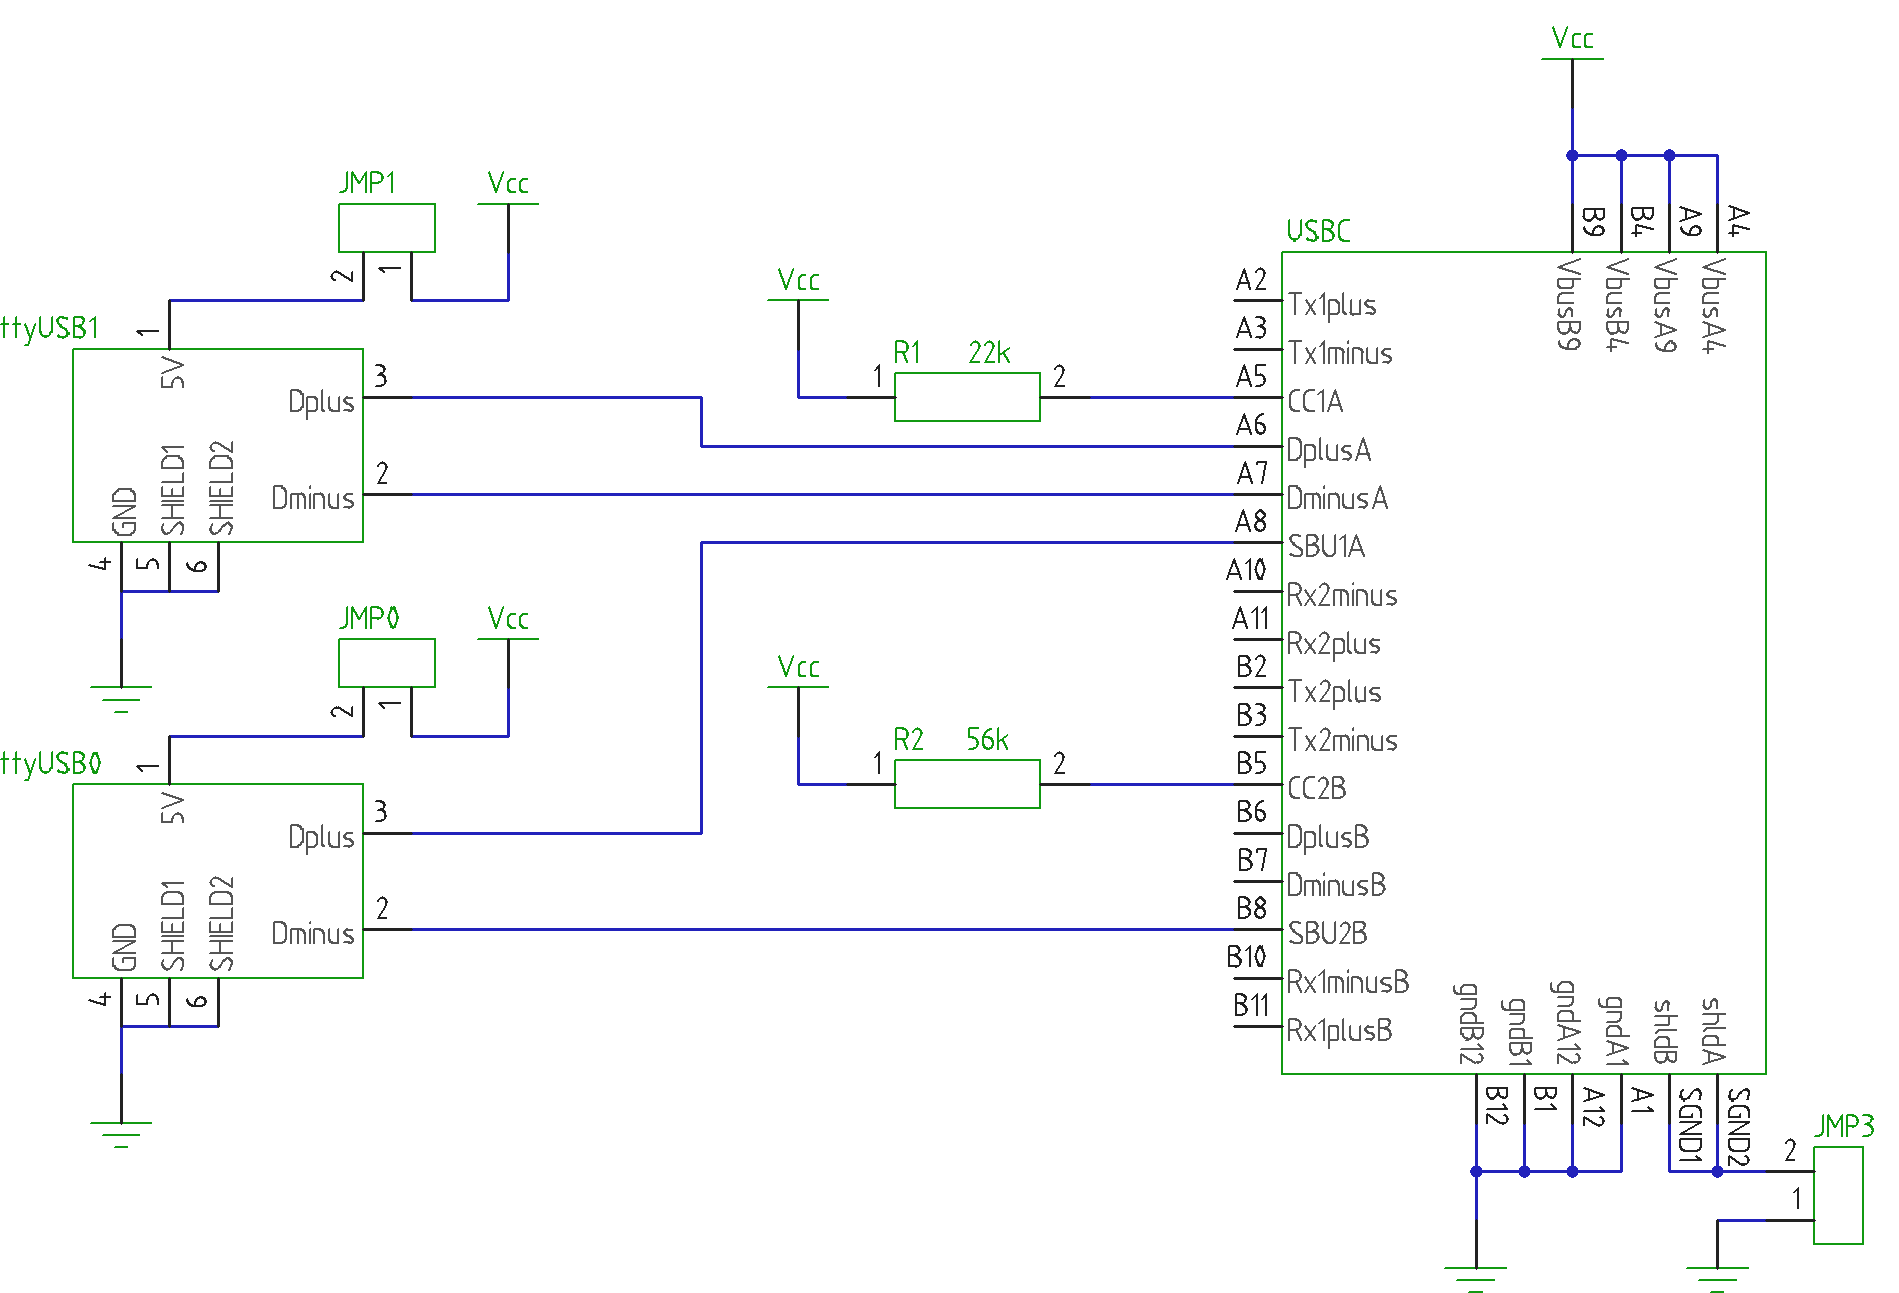 Vcc
JMP1
Vcc
2
1
ttyUSB1
1
5V
Dplus
3
Dminus
2
GND
SHIELD1
SHIELD2
4
5
6
JMP0
Vcc
2
1
ttyUSB0
1
5V
Dplus
3
Dminus
2
GND
SHIELD1
SHIELD2
4
5
6
Vcc
R1 22k
1
2
Vcc
R2 56k
1
2
USBC
B9
B4
A9
A4
VbusB9
VbusB4
VbusA9
VbusA4
A2 Tx1plus
A3 Tx1minus
A5 CC1A
A6 DplusA
A7 DminusA
A8 SBU1A
A10 Rx2minus
A11 Rx2plus
B2 Tx2plus
B3 Tx2minus
B5 CC2B
B6 DplusB
B7 DminusB
B8 SBU2B
B10 Rx1minusB
B11 Rx1plusB
gndB12
gndB1
gndA12
gndA1
shldB
shldA
B12
B1
A12
A1
SGND1
SGND2
JMP3
2
1